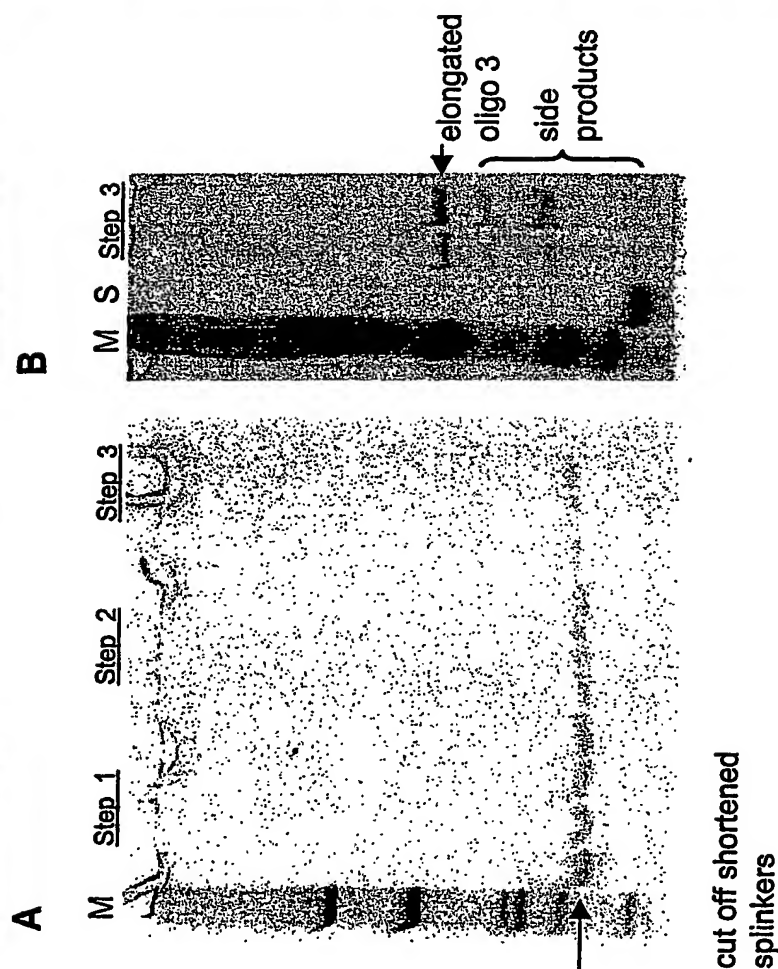 A
M
Step 1
Step 2
Step 3
cut off shortened
splinkers
B
M S Step 3
elongated
oligo 3
side
products